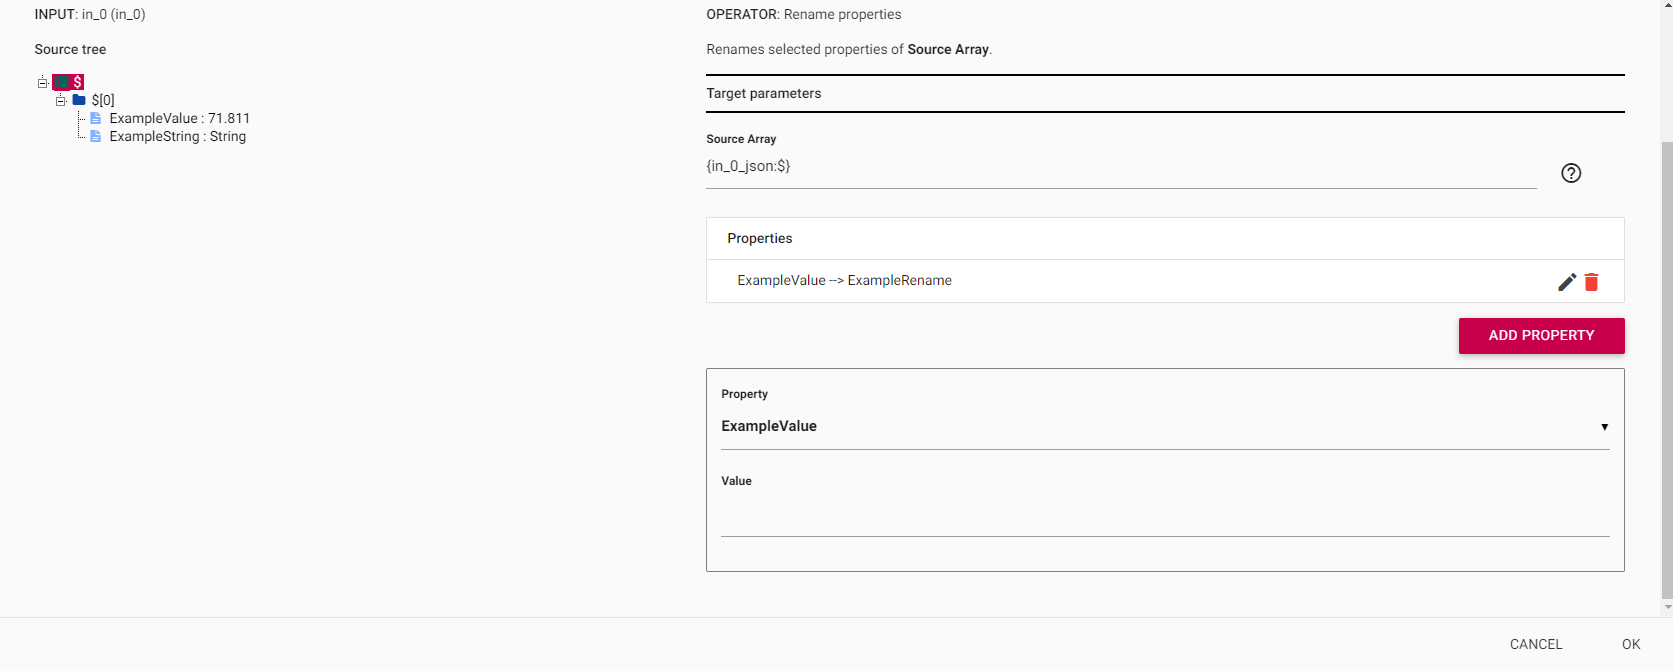 INPUT: in_0 (in_0)
Source tree
$
$[0]
ExampleValue : 71.811
ExampleString : String
OPERATOR: Rename properties
Renames selected properties of Source Array.
Target parameters
Source Array
{in_0_json:$}
Properties
ExampleValue --> ExampleRename
ADD PROPERTY
Property
ExampleValue
Value
CANCEL
OK